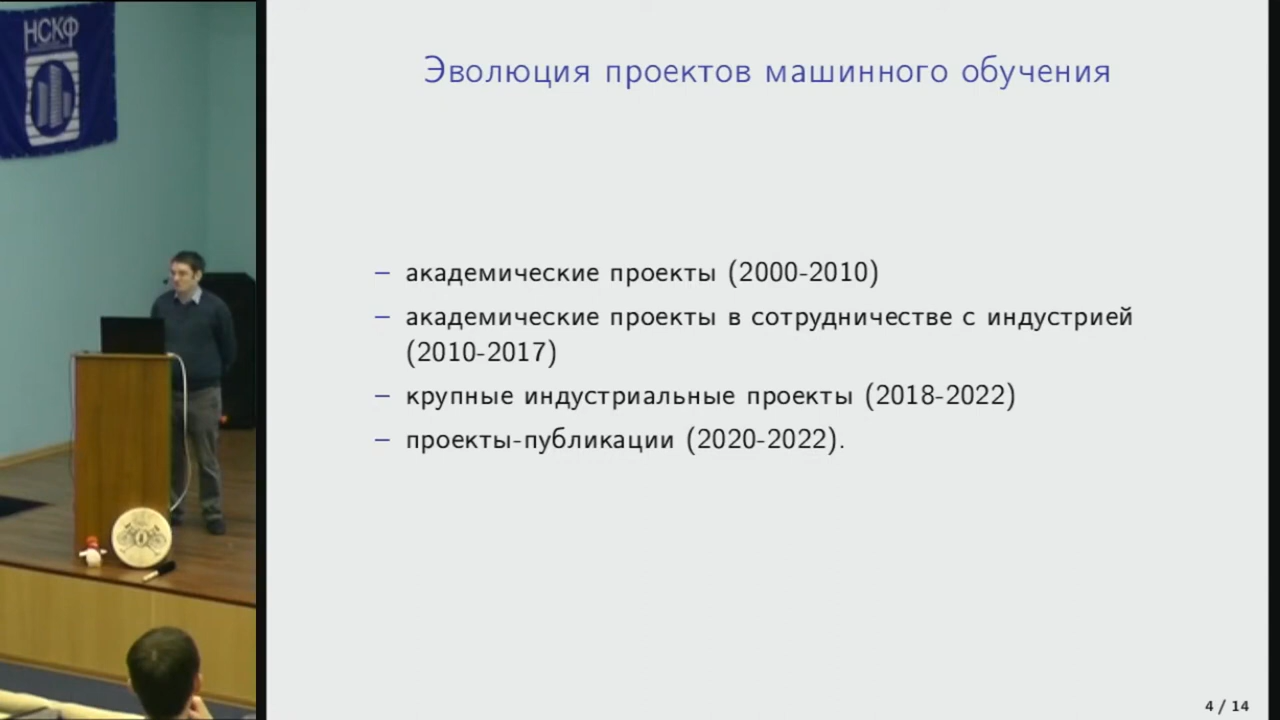 НСКФ
Эволюция проектов машинного обучения
– академические проекты (2000-2010)
– академические проекты в сотрудничестве с индустрией
(2010-2017)
– крупные индустриальные проекты (2018-2022)
– проекты-публикации (2020-2022).
4 / 14